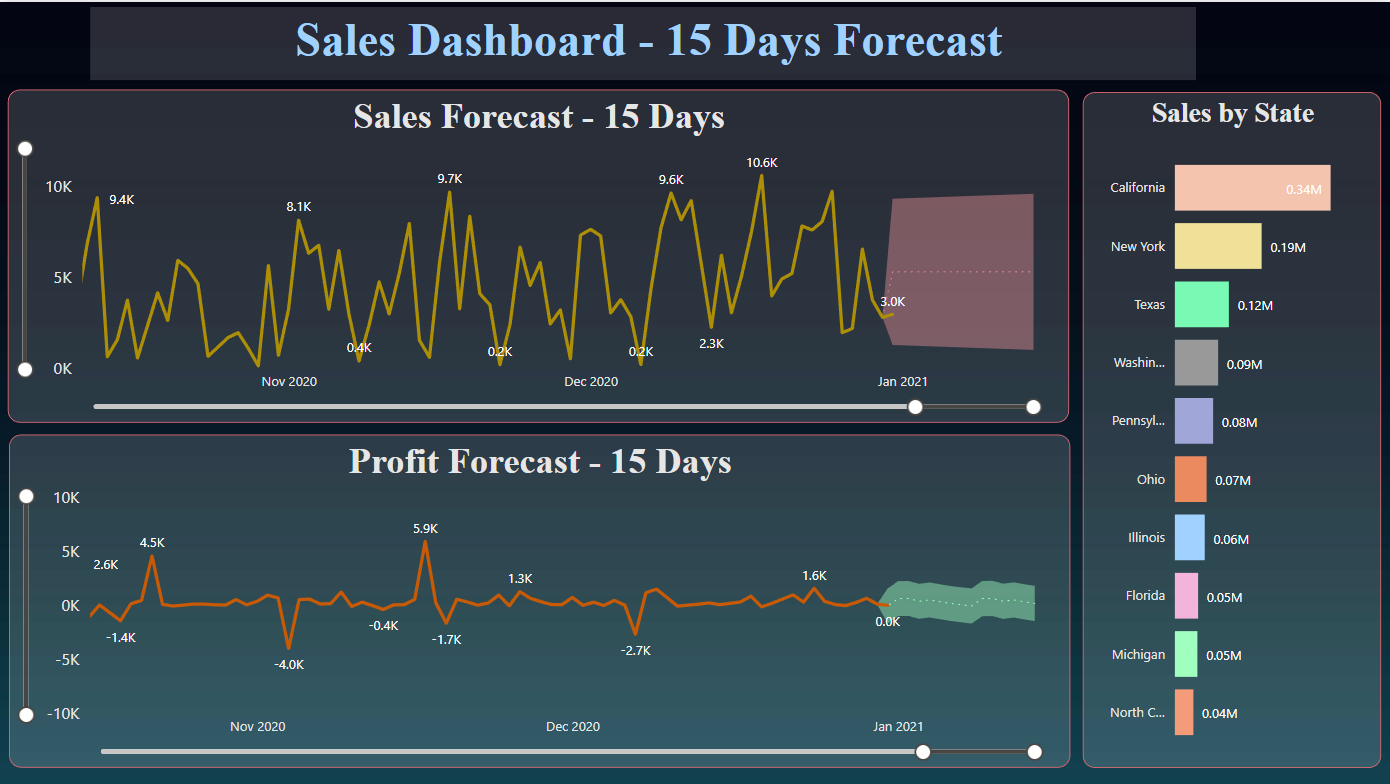 Sales Dashboard - 15 Days Forecast
Sales Forecast - 15 Days
10K
5K
0K
9.4K
8.1K
0.4K
9.7K
0.2K
0.2K
9.6K
2.3K
10.6K
3.0K
Nov 2020
Dec 2020
Jan 2021
Profit Forecast - 15 Days
10K
5K
0K
-5K
-10K
2.6K
-1.4K
4.5K
-4.0K
-0.4K
5.9K
-1.7K
1.3K
-2.7K
1.6K
0.0K
Nov 2020
Dec 2020
Jan 2021
Sales by State
California 0.34M
New York 0.19M
Texas 0.12M
Washin... 0.09M
Pennsyl... 0.08M
Ohio 0.07M
Illinois 0.06M
Florida 0.05M
Michigan 0.05M
North C... 0.04M